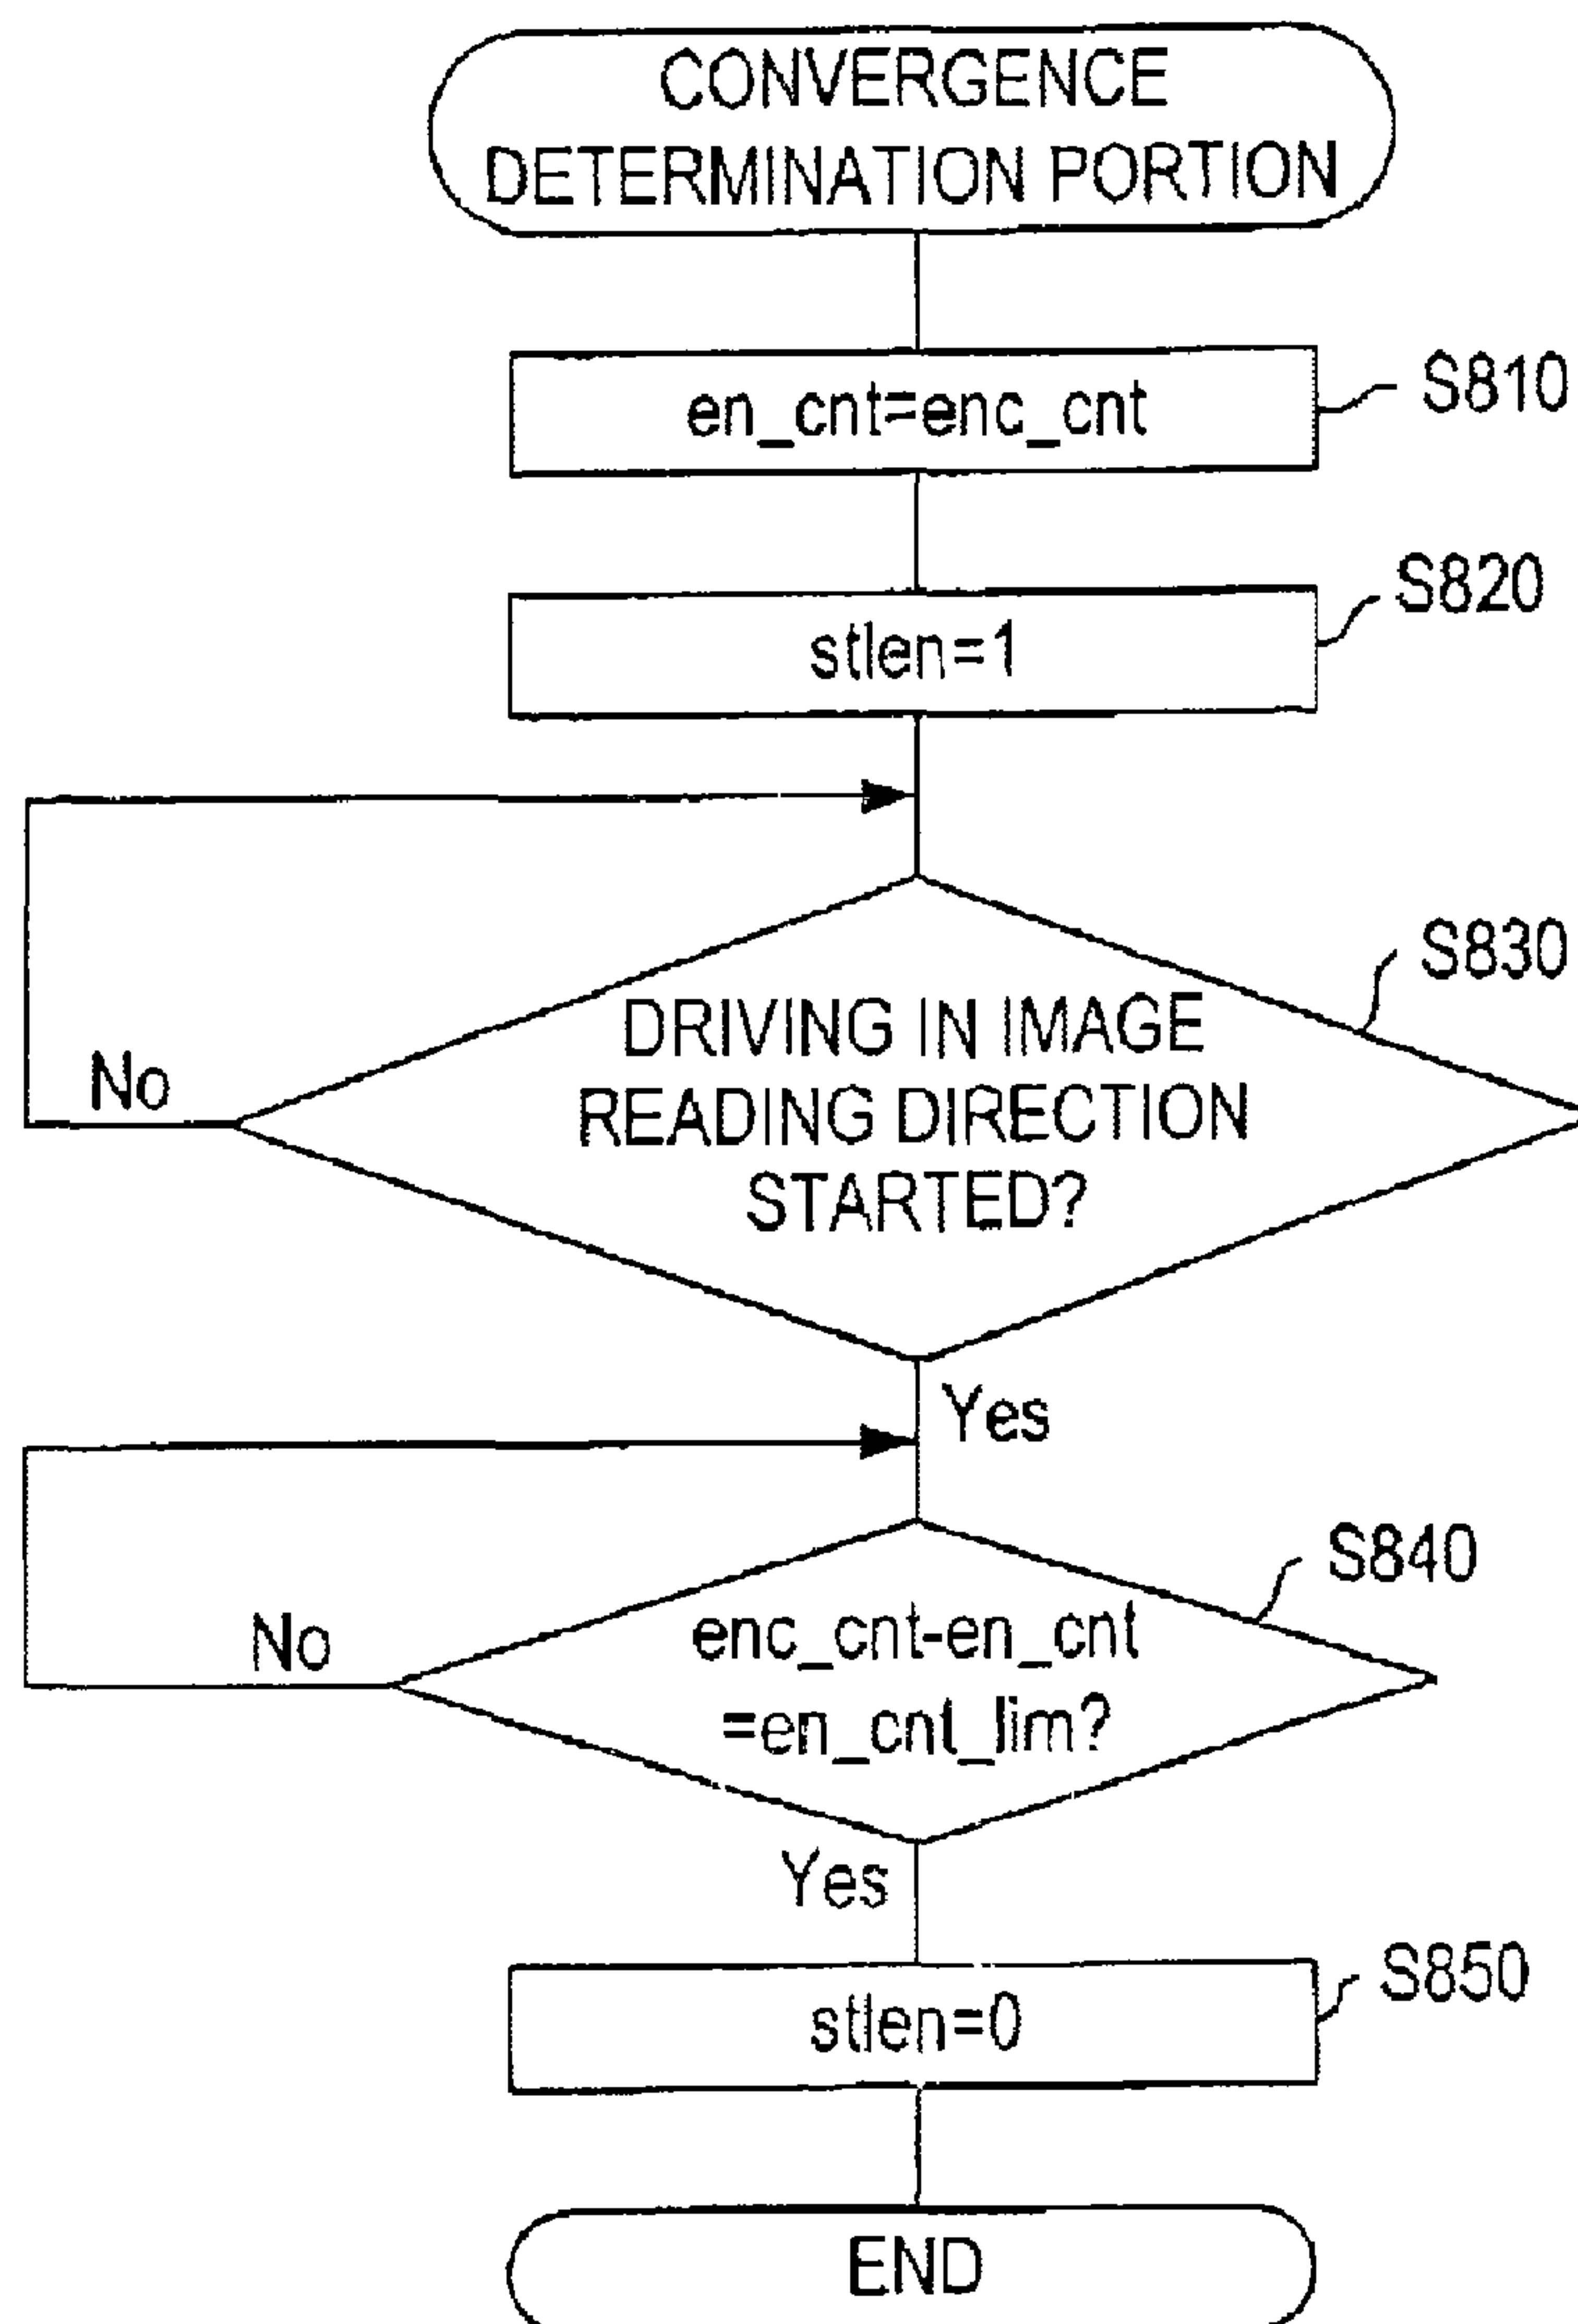 CONVERGENCE
DETERMINATION PORTION
en_cnt=enc_cnt
S810
stlen=1
S820
S830
DRIVING IN IMAGE
READING DIRECTION
STARTED?
No
Yes
S840
enc_cnt-en_cnt
=en_cnt_lim?
No
Yes
stlen=0
S850
END